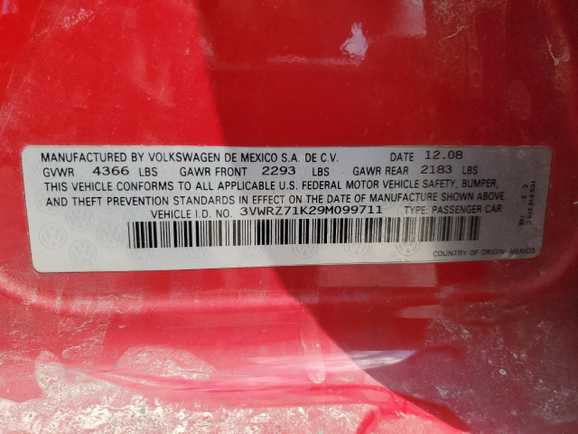 MANUFACTURED BY VOLKSWAGEN DE MEXICO S.A. DE C.V. DATE 12.08
GVWR 4366 LBS GAWR FRONT 2293 LBS GAWR REAR 2183 LBS
THIS VEHICLE CONFORMS TO ALL APPLICABLE U.S. FEDERAL MOTOR VEHICLE SAFETY, BUMPER,
AND THEFT PREVENTION STANDARDS IN EFFECT ON THE DATE OF MANUFACTURE SHOWN ABOVE.
VEHICLE I.D. NO. 3VWRZ71K29M099711 TYPE: PASSENGER CAR
COUNTRY OF ORIGIN: MEXICO